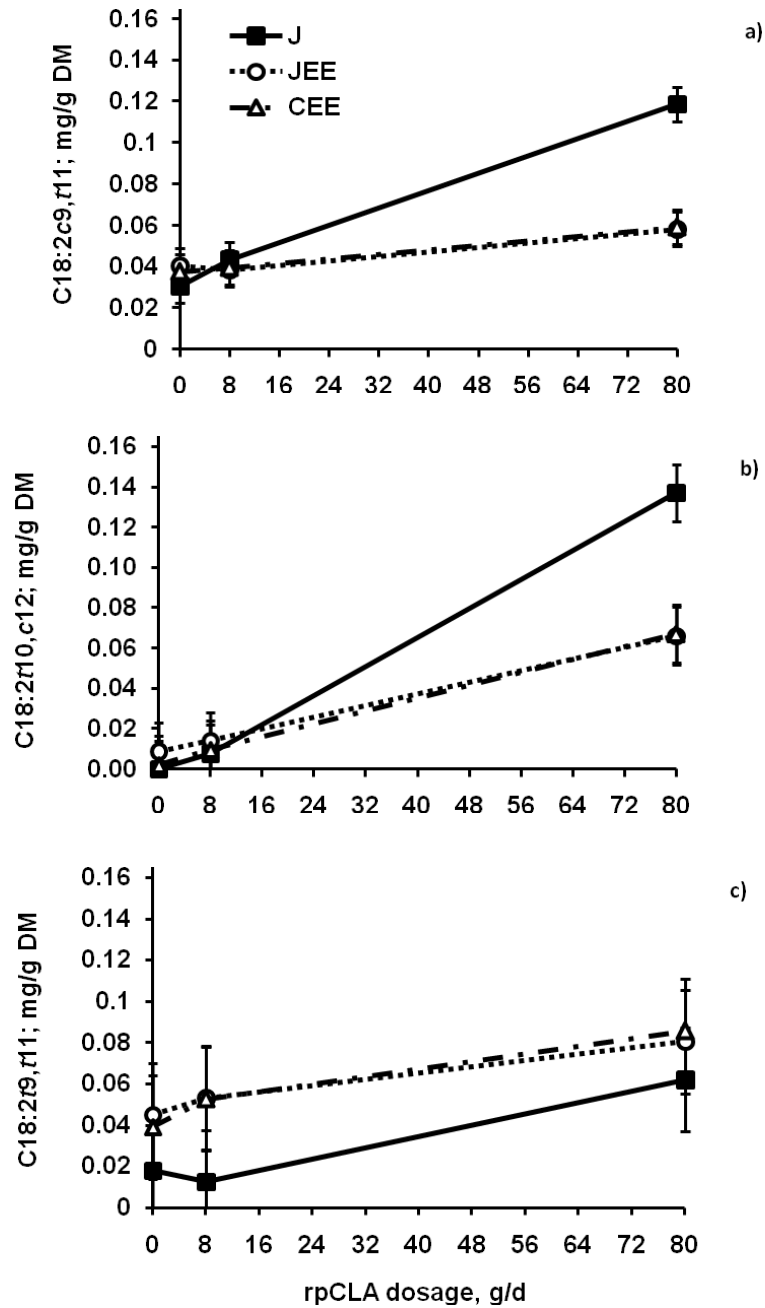 a)
C18:2c9,t11; mg/g DM
0.16
0.14
0.12
0.1
0.08
0.06
0.04
0.02
0
J
JEE
CEE
0 8 16 24 32 40 48 56 64 72 80
b)
C18:2t10,c12; mg/g DM
0.16
0.14
0.12
0.10
0.08
0.06
0.04
0.02
0.00
0 8 16 24 32 40 48 56 64 72 80
c)
C18:2t9,t11; mg/g DM
0.16
0.14
0.12
0.1
0.08
0.06
0.04
0.02
0
0 8 16 24 32 40 48 56 64 72 80
rpCLA dosage, g/d